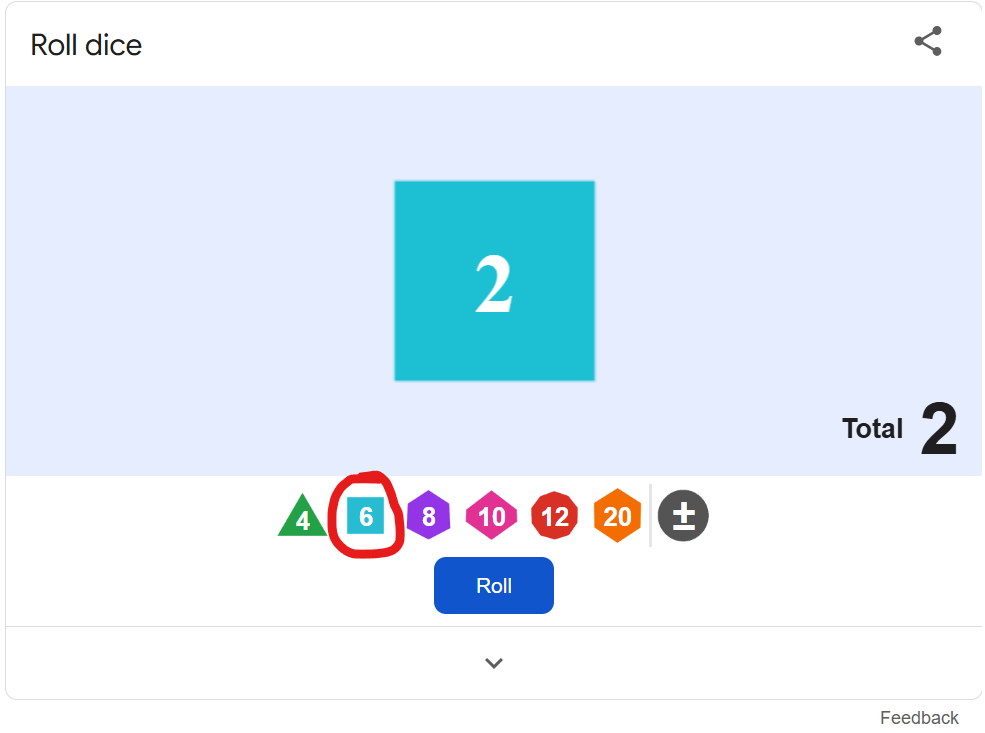 Roll dice
2
Total 2
4 6 8 10 12 20 ±
Roll
Feedback